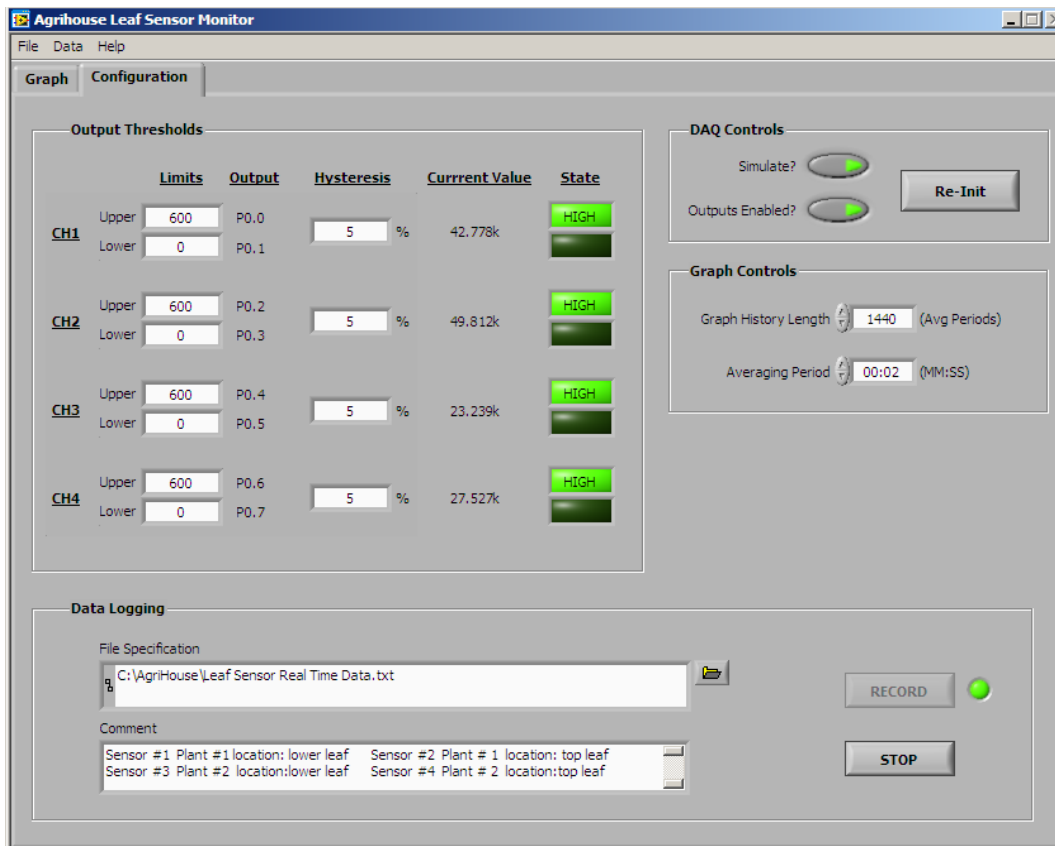 Agrihouse Leaf Sensor Monitor
File Data Help
Graph Configuration
Output Thresholds
Limits Output Hysteresis Currrent Value State
CH1
Upper 600 P0.0
Lower 0 P0.1
5 % 42.778k HIGH
CH2
Upper 600 P0.2
Lower 0 P0.3
5 % 49.812k HIGH
CH3
Upper 600 P0.4
Lower 0 P0.5
5 % 23.239k HIGH
CH4
Upper 600 P0.6
Lower 0 P0.7
5 % 27.527k HIGH
DAQ Controls
Simulate?
Outputs Enabled?
Re-Init
Graph Controls
Graph History Length 1440 (Avg Periods)
Averaging Period 00:02 (MM:SS)
Data Logging
File Specification
C:\AgriHouse\Leaf Sensor Real Time Data.txt
Comment
Sensor #1 Plant #1 location: lower leaf Sensor #2 Plant # 1 location: top leaf
Sensor #3 Plant #2 location:lower leaf Sensor #4 Plant # 2 location:top leaf
RECORD
STOP